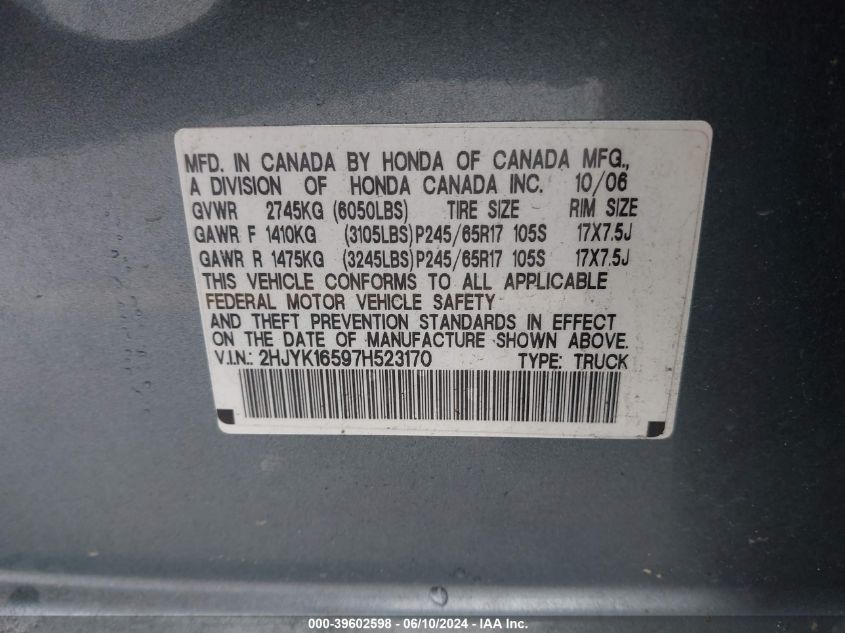 MFD. IN CANADA BY HONDA OF CANADA MFG.,
A DIVISION OF HONDA CANADA INC. 10/06
GVWR 2745KG (6050LBS) TIRE SIZE RIM SIZE
GAWR F 1410KG (3105LBS) P245/65R17 105S 17X7.5J
GAWR R 1475KG (3245LBS) P245/65R17 105S 17X7.5J
THIS VEHICLE CONFORMS TO ALL APPLICABLE
FEDERAL MOTOR VEHICLE SAFETY
AND THEFT PREVENTION STANDARDS IN EFFECT
ON THE DATE OF MANUFACTURE SHOWN ABOVE.
V.I.N.: 2HJYK16597H523170 TYPE: TRUCK
000-39602598 - 06/10/2024 - IAA Inc.